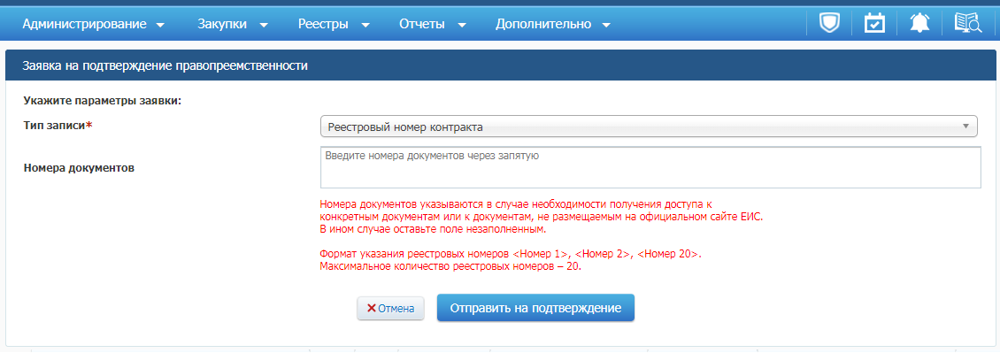 Администрирование Закупки Реестры Отчеты Дополнительно
Заявка на подтверждение правопреемственности
Укажите параметры заявки:
Тип записи* Реестровый номер контракта
Введите номера документов через запятую
Номера документов
Номера документов указываются в случае необходимости получения доступа к
конкретным документам или к документам, не размещаемым на официальном сайте ЕИС.
В ином случае оставьте поле незаполненным.
Формат указания реестровых номеров <Номер 1>, <Номер 2>, <Номер 20>.
Максимальное количество реестровых номеров – 20.
Отмена Отправить на подтверждение